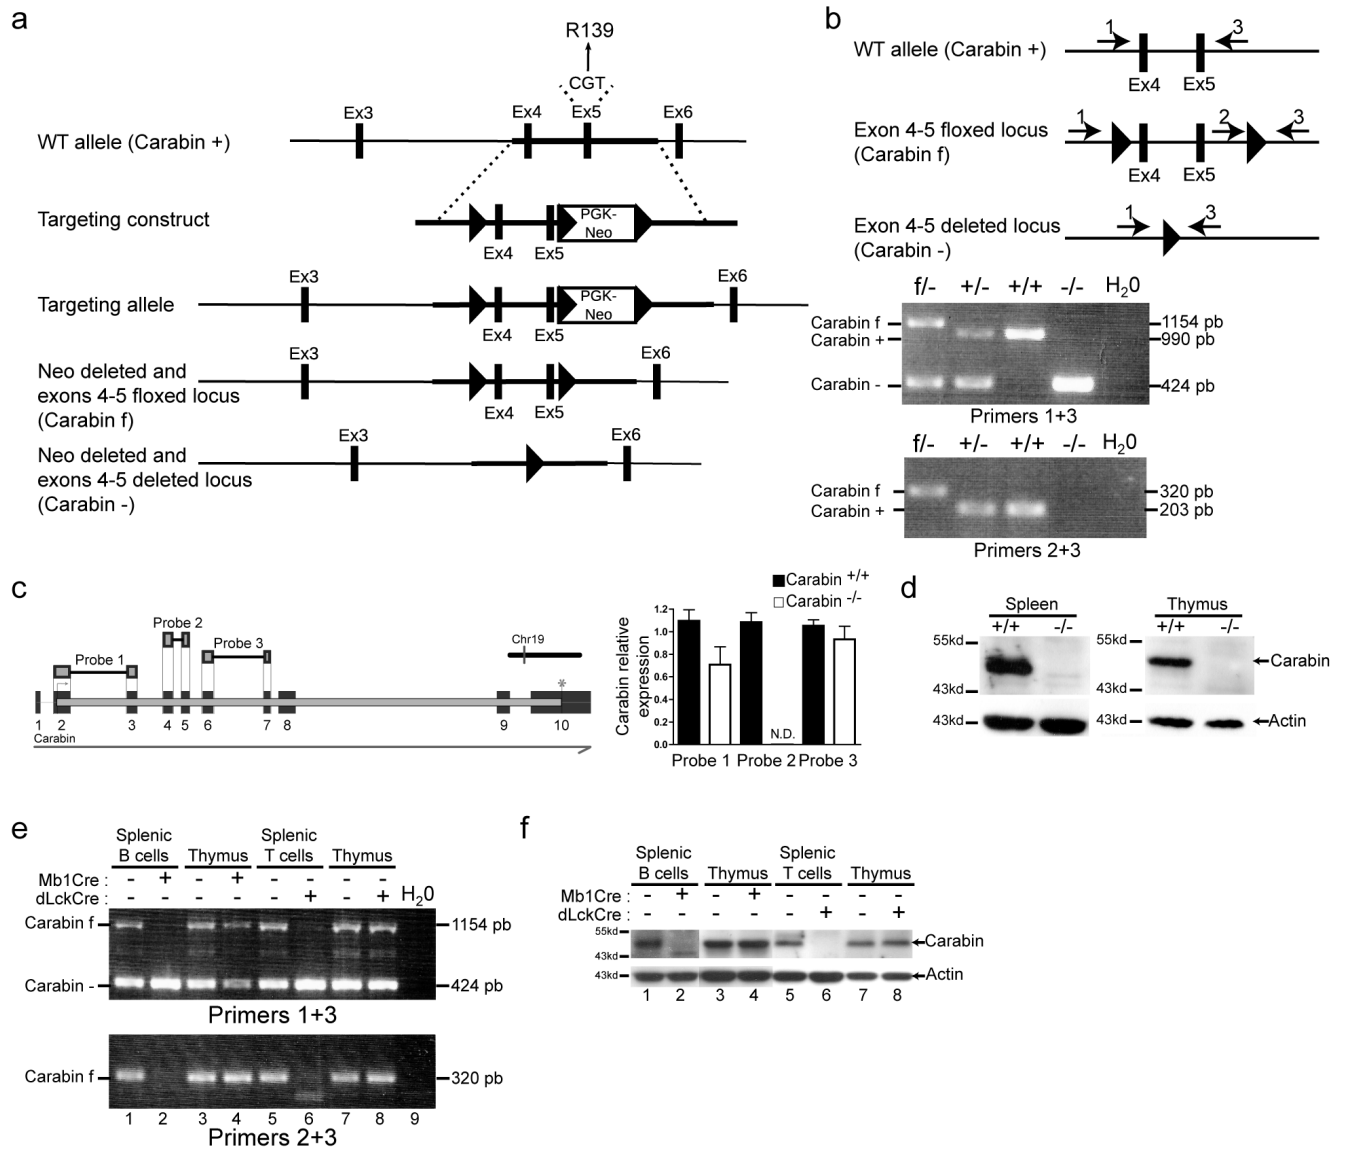 a
R139
CGT
Ex3 Ex4 Ex5 Ex6
WT allele (Carabin +)
Targeting construct
PGK-
Neo
Ex4 Ex5
Ex3 Ex6
Targeting allele
PGK-
Neo
Ex4 Ex5
Neo deleted and
exons 4-5 floxed locus
(Carabin f)
Ex3 Ex6
Ex4 Ex5
Neo deleted and
exons 4-5 deleted locus
(Carabin -)
Ex3 Ex6
b
WT allele (Carabin +)
1 3
Ex4 Ex5
Exon 4-5 floxed locus
(Carabin f)
1 2 3
Ex4 Ex5
Exon 4-5 deleted locus
(Carabin -)
1 3
f/- +/- +/+ -/- H20
Carabin f 1154 pb
Carabin + 990 pb
Carabin - 424 pb
Primers 1+3
f/- +/- +/+ -/- H20
Carabin f 320 pb
Carabin + 203 pb
Primers 2+3
c
Probe 1 Probe 2 Probe 3
Chr19
*
1 2 3 4 5 6 7 8 9 10
Carabin
Carabin +/+
Carabin -/-
Carabin relative
expression
1.2
1.0
0.8
0.6
0.4
0.2
0.0
N.D.
Probe 1 Probe 2 Probe 3
d
Spleen Thymus
+/+ -/- +/+ -/-
55kd 55kd
Carabin
43kd 43kd
43kd 43kd Actin
e
Splenic
B cells Thymus Splenic
T cells Thymus
Mb1Cre : - + - + - - - -
dLckCre : - - - - - + - + H20
Carabin f 1154 pb
Carabin - 424 pb
Primers 1+3
Carabin f 320 pb
1 2 3 4 5 6 7 8 9
Primers 2+3
f
Splenic
B cells Thymus Splenic
T cells Thymus
Mb1Cre : - + - + - - - -
dLckCre : - - - - - + - +
55kd
Carabin
43kd
43kd Actin
1 2 3 4 5 6 7 8